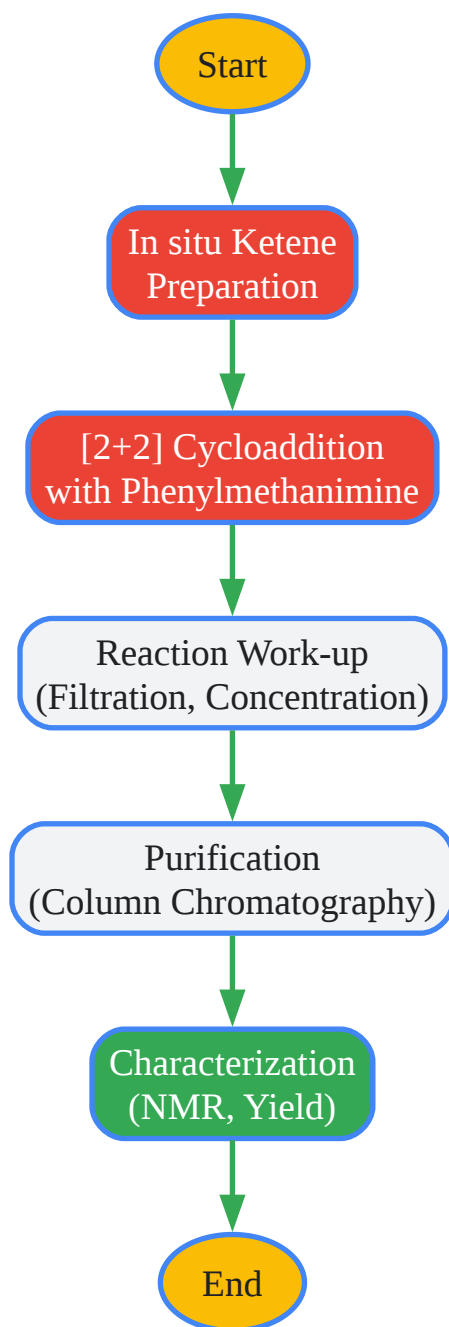 Start
In situ Ketene
Preparation
[2+2] Cycloaddition
with Phenylmethanimine
Reaction Work-up
(Filtration, Concentration)
Purification
(Column Chromatography)
Characterization
(NMR, Yield)
End